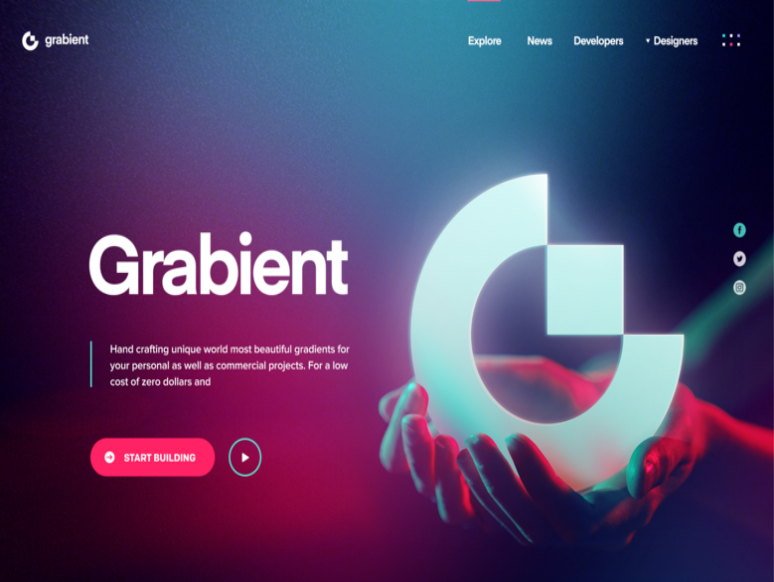 grabient
Explore
News
Developers
Designers
Grabient
Hand crafting unique world most beautiful gradients for
your personal as well as commercial projects. For a low
cost of zero dollars and
START BUILDING